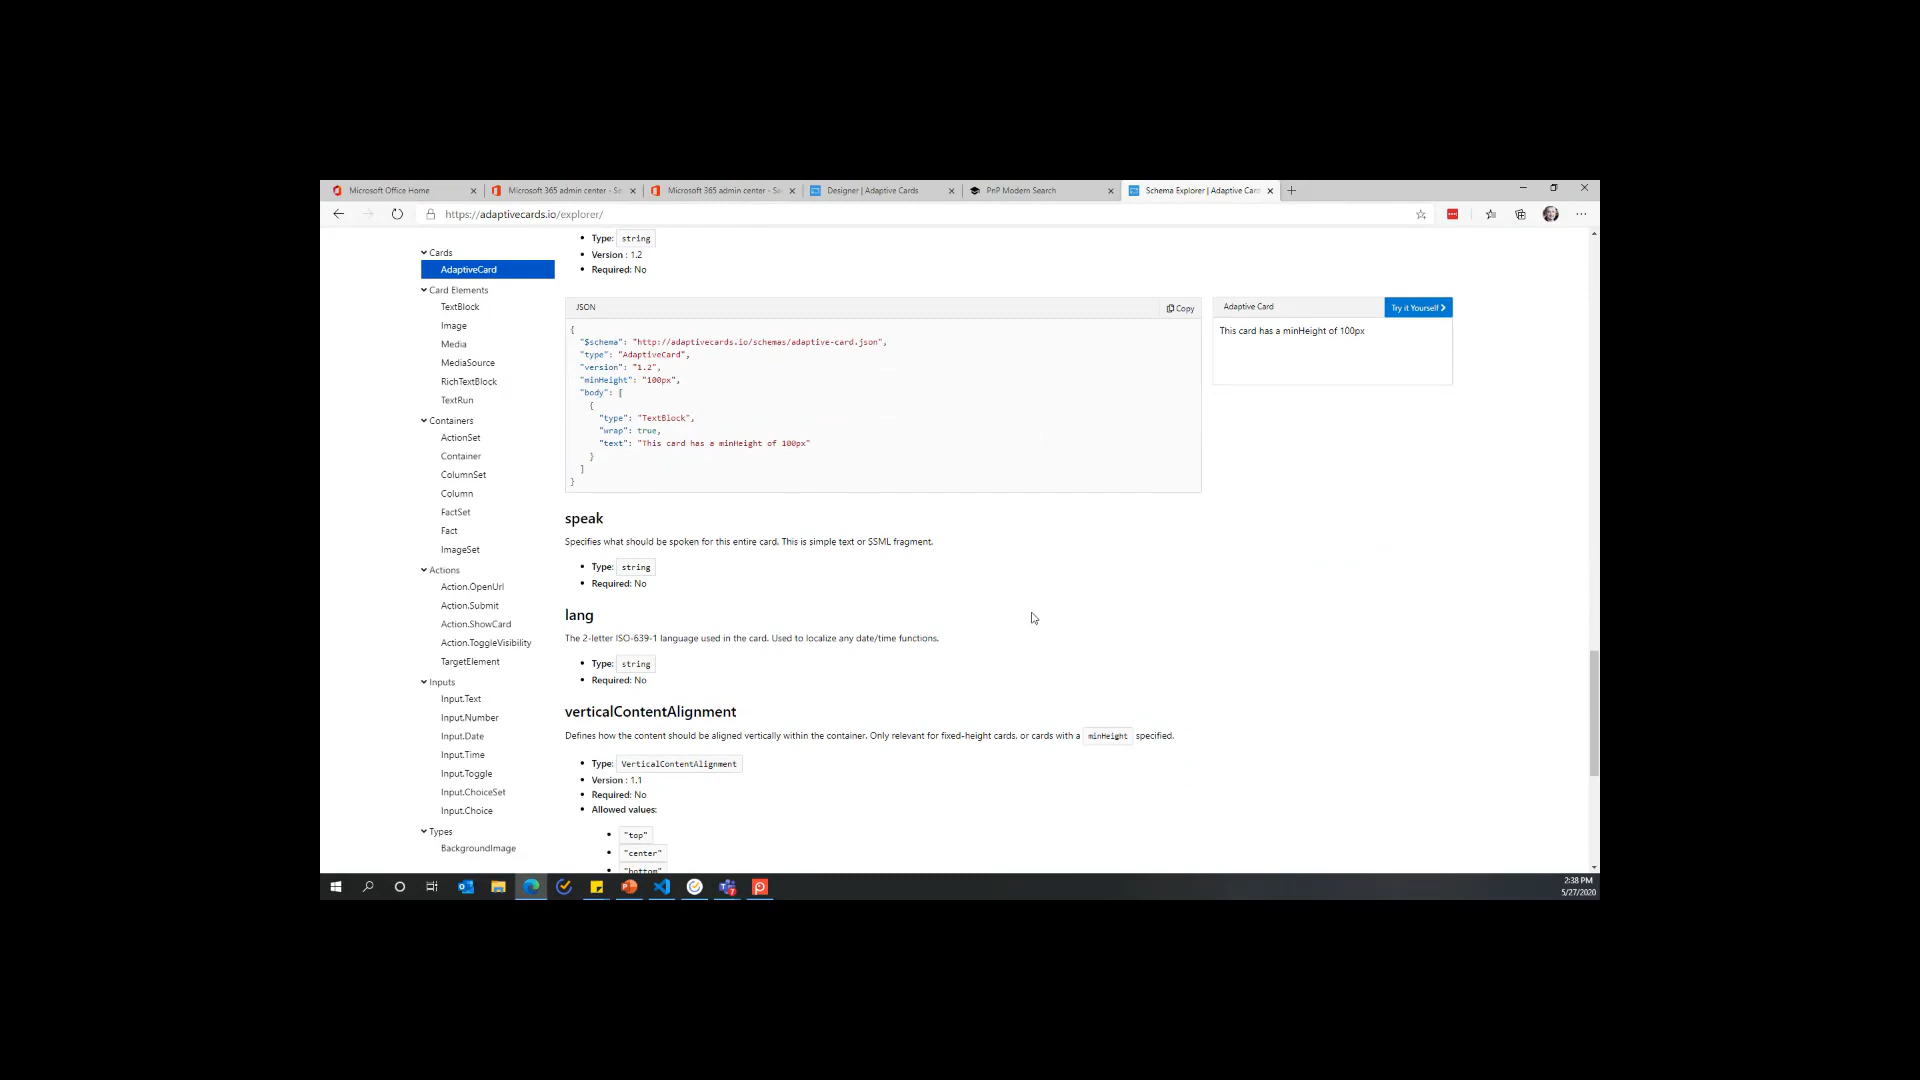 Microsoft Office Home
Microsoft 365 admin center - Se
Microsoft 365 admin center - Se
Designer | Adaptive Cards
PnP Modern Search
Schema Explorer | Adaptive Car
https://adaptivecards.io/explorer/
Cards
AdaptiveCard
Card Elements
TextBlock
Image
Media
MediaSource
RichTextBlock
TextRun
Containers
ActionSet
Container
ColumnSet
Column
FactSet
Fact
ImageSet
Actions
Action.OpenUrl
Action.Submit
Action.ShowCard
Action.ToggleVisibility
TargetElement
Inputs
Input.Text
Input.Number
Input.Date
Input.Time
Input.Toggle
Input.ChoiceSet
Input.Choice
Types
BackgroundImage
Type: string
Version : 1.2
Required: No
JSON
Copy
{
"$schema": "http://adaptivecards.io/schemas/adaptive-card.json",
"type": "AdaptiveCard",
"version": "1.2",
"minHeight": "100px",
"body": [
{
"type": "TextBlock",
"wrap": true,
"text": "This card has a minHeight of 100px"
}
]
}
Adaptive Card
Try it Yourself
This card has a minHeight of 100px
speak
Specifies what should be spoken for this entire card. This is simple text or SSML fragment.
Type: string
Required: No
lang
The 2-letter ISO-639-1 language used in the card. Used to localize any date/time functions.
Type: string
Required: No
verticalContentAlignment
Defines how the content should be aligned vertically within the container. Only relevant for fixed-height cards, or cards with a minHeight specified.
Type: VerticalContentAlignment
Version : 1.1
Required: No
Allowed values:
"top"
"center"
"bottom"
2:38 PM
5/27/2020